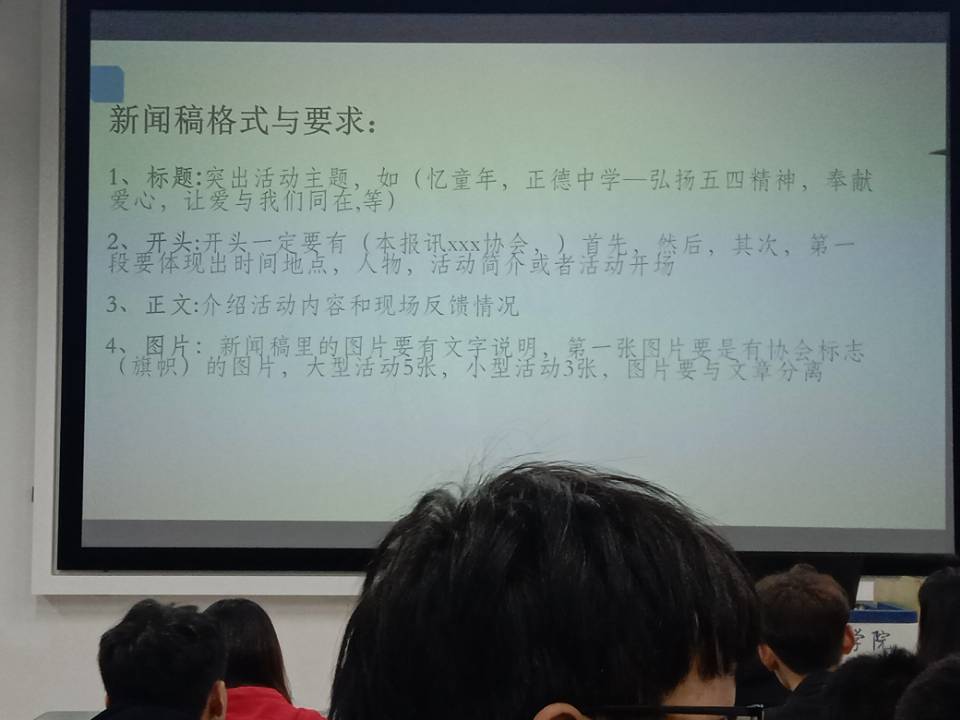 新闻稿格式与要求：
1、标题:突出活动主题，如（忆童年，正德中学—弘扬五四精神，奉献
爱心，让爱与我们同在,等）
2、开头:开头一定要有（本报讯xxx协会，）首先，然后，其次，第一
段要体现出时间地点，人物，活动简介或者活动开场
3、正文:介绍活动内容和现场反馈情况
4、图片：新闻稿里的图片要有文字说明，第一张图片要是有协会标志
（旗帜）的图片，大型活动5张，小型活动3张，图片要与文章分离
学院